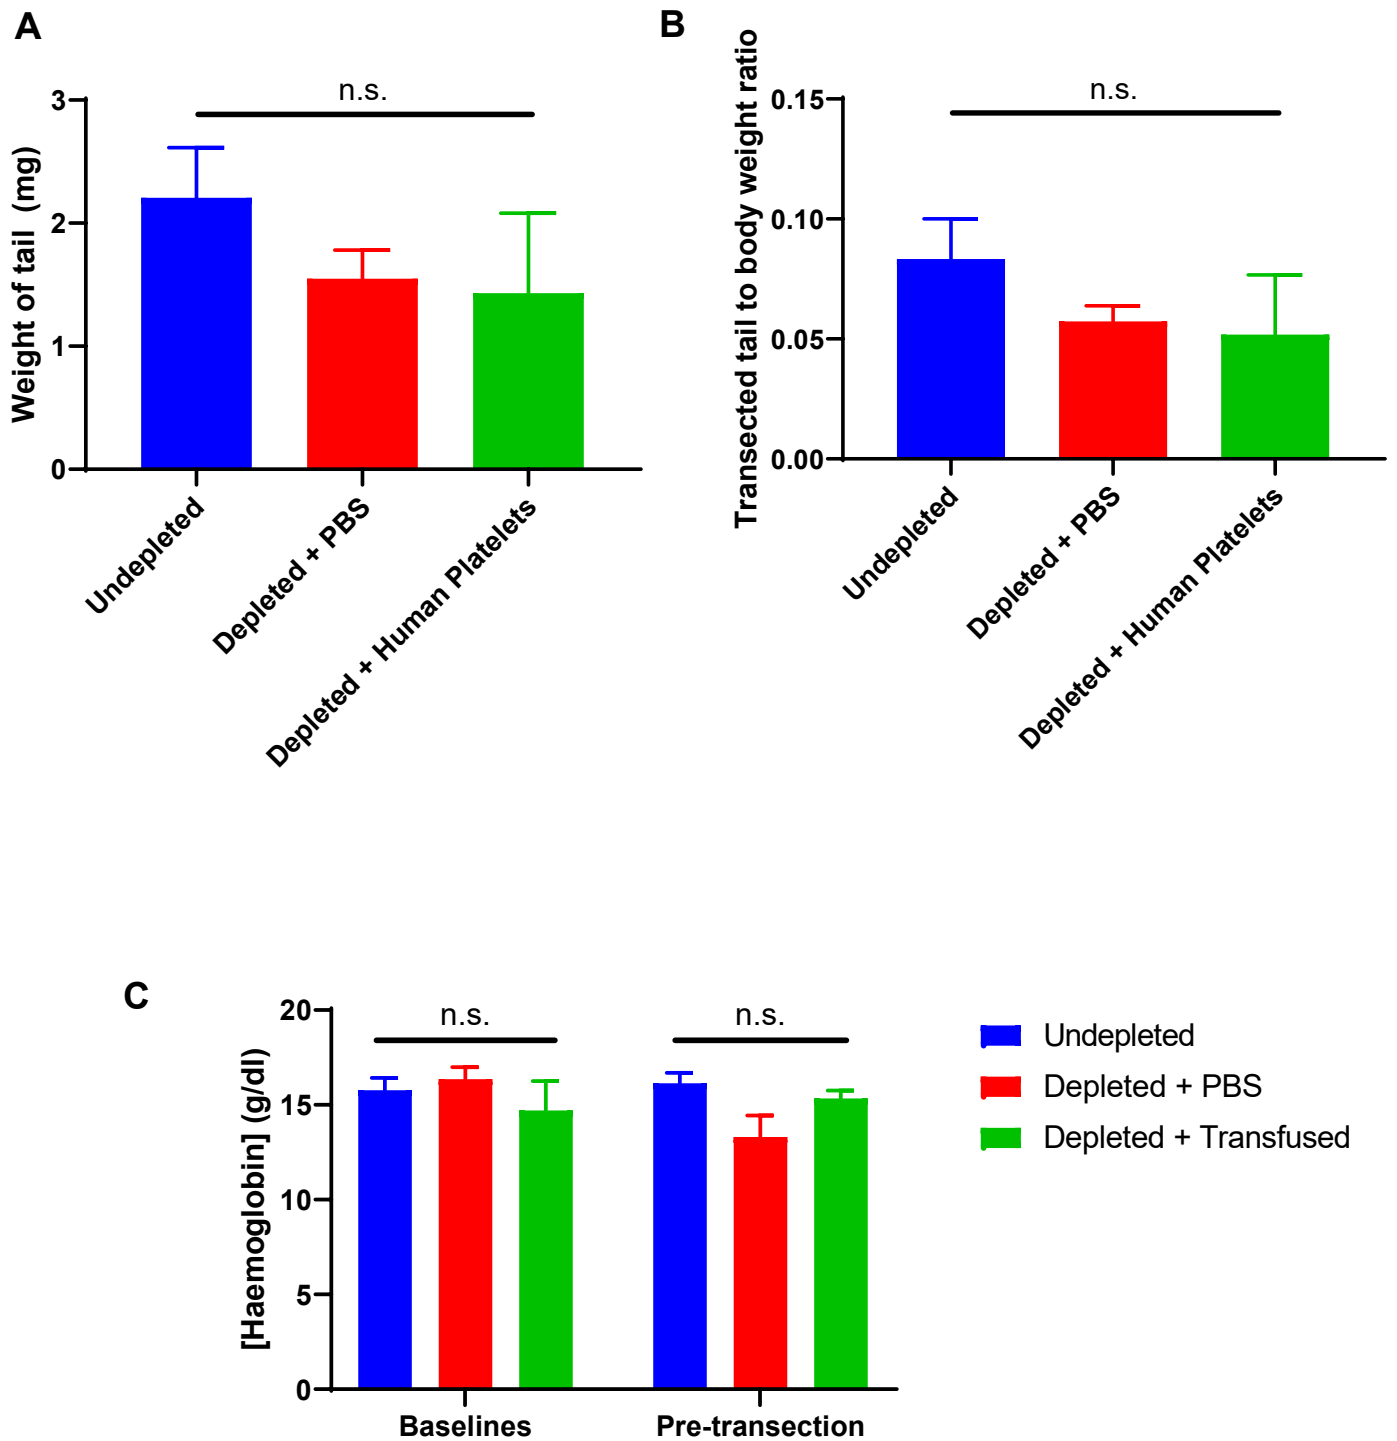 A
Weight of tail (mg)
3
2
1
0
n.s.
Undepleted
Depleted + PBS
Depleted + Human Platelets
B
Transected tail to body weight ratio
0.15
0.10
0.05
0.00
n.s.
Undepleted
Depleted + PBS
Depleted + Human Platelets
C
[Haemoglobin] (g/dl)
20
15
10
5
0
n.s.
n.s.
Baselines
Pre-transection
Undepleted
Depleted + PBS
Depleted + Transfused